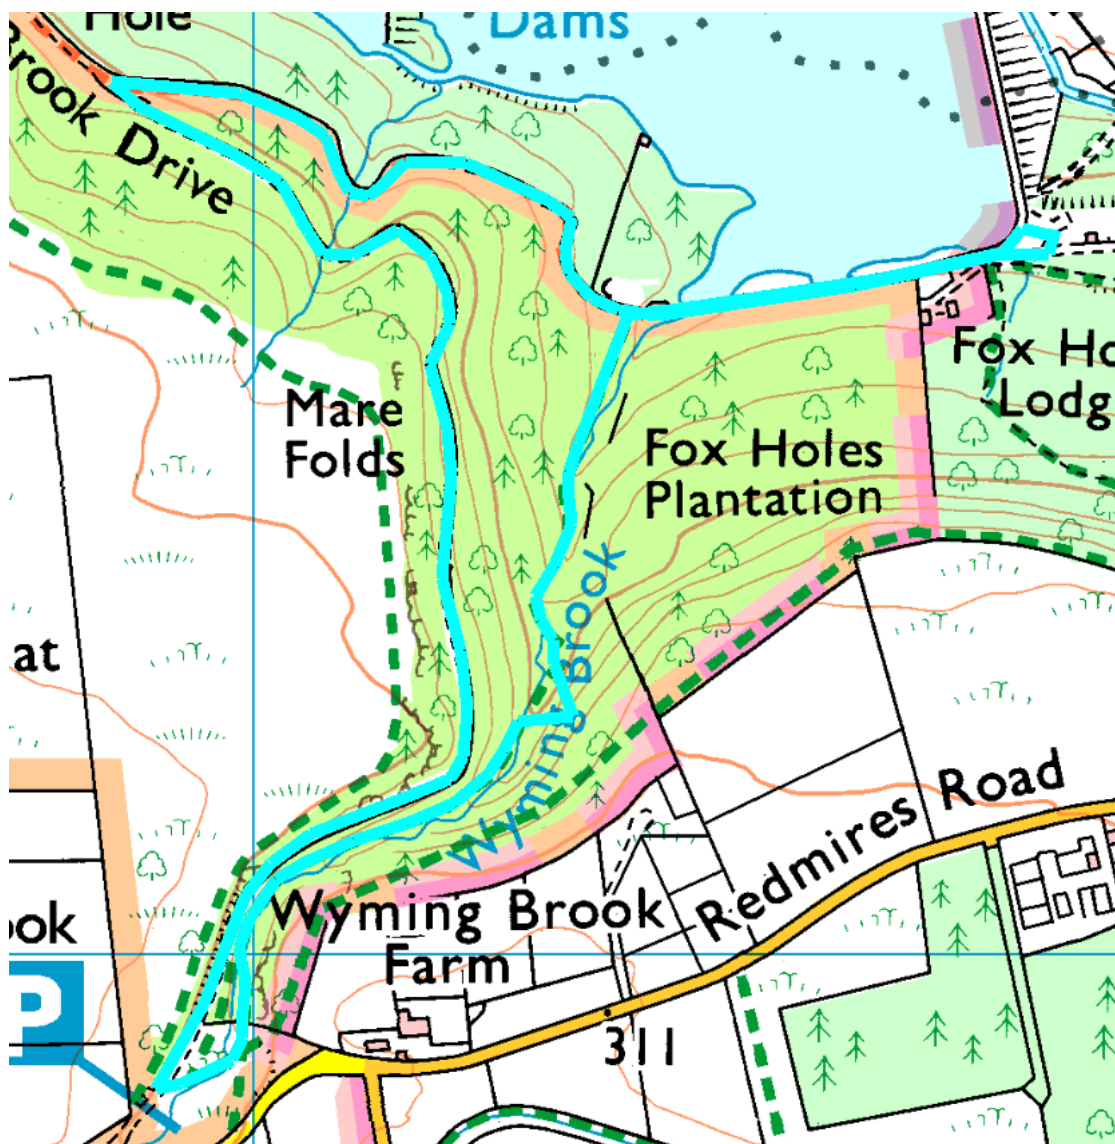 Hole
Dams
Brook Drive
Fox Ho
Lodg
Mare
Folds
Fox Holes
Plantation
Wyming Brook
at
Redmires Road
Wyming Brook
Farm
ook
P
311